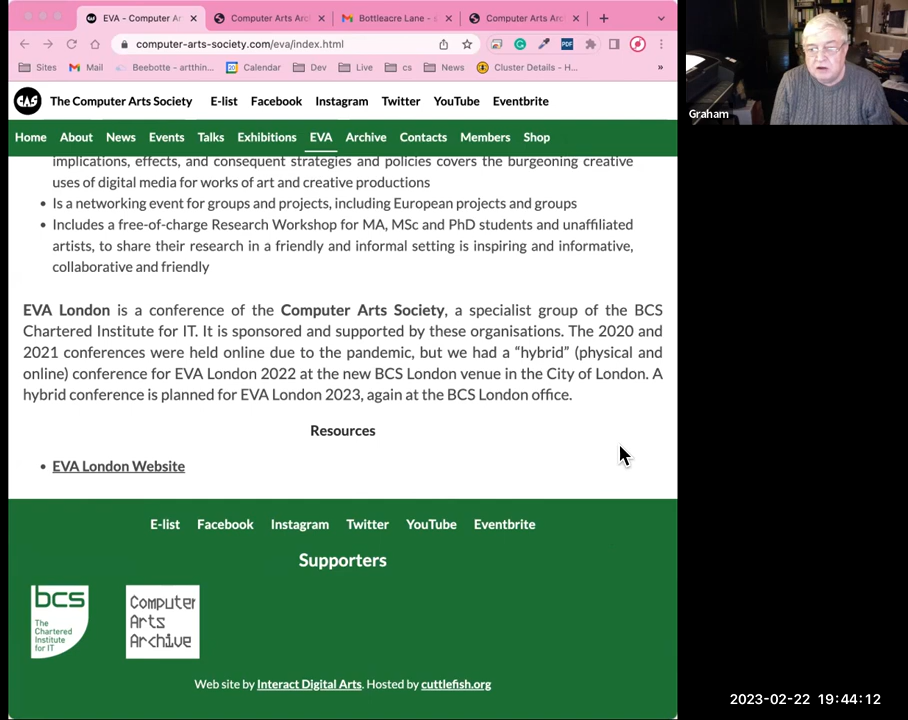 EVA - Computer Ar
Computer Arts Arc
Bottleacre Lane - s
Computer Arts Arc
computer-arts-society.com/eva/index.html
Sites Mail Beebotte - artthin... Calendar Dev Live cs News Cluster Details - H... »
CAS The Computer Arts Society E-list Facebook Instagram Twitter YouTube Eventbrite
Home About News Events Talks Exhibitions EVA Archive Contacts Members Shop
implications, effects, and consequent strategies and policies covers the burgeoning creative
uses of digital media for works of art and creative productions
• Is a networking event for groups and projects, including European projects and groups
• Includes a free-of-charge Research Workshop for MA, MSc and PhD students and unaffiliated
artists, to share their research in a friendly and informal setting is inspiring and informative,
collaborative and friendly
EVA London is a conference of the Computer Arts Society, a specialist group of the BCS
Chartered Institute for IT. It is sponsored and supported by these organisations. The 2020 and
2021 conferences were held online due to the pandemic, but we had a “hybrid” (physical and
online) conference for EVA London 2022 at the new BCS London venue in the City of London. A
hybrid conference is planned for EVA London 2023, again at the BCS London office.
Resources
• EVA London Website
E-list Facebook Instagram Twitter YouTube Eventbrite
Supporters
bcs
The
Chartered
Institute
for IT
Computer
Arts
Archive
Web site by Interact Digital Arts. Hosted by cuttlefish.org
Graham
2023-02-22 19:44:12